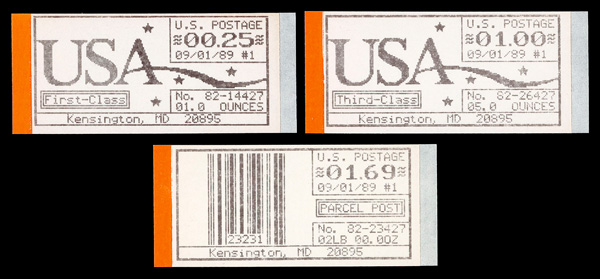 U.S. POSTAGE
≋00.25≋
09/01/89 #1
USA
First-Class
No. 82-14427
01.0 OUNCES
Kensington, MD 20895
U.S. POSTAGE
≋01.00≋
09/01/89 #1
USA
Third-Class
No. 82-26427
05.0 OUNCES
Kensington, MD 20895
U.S. POSTAGE
≋01.69≋
09/01/89 #1
PARCEL POST
23231
No. 82-23427
02LB 00.0OZ
Kensington, MD 20895